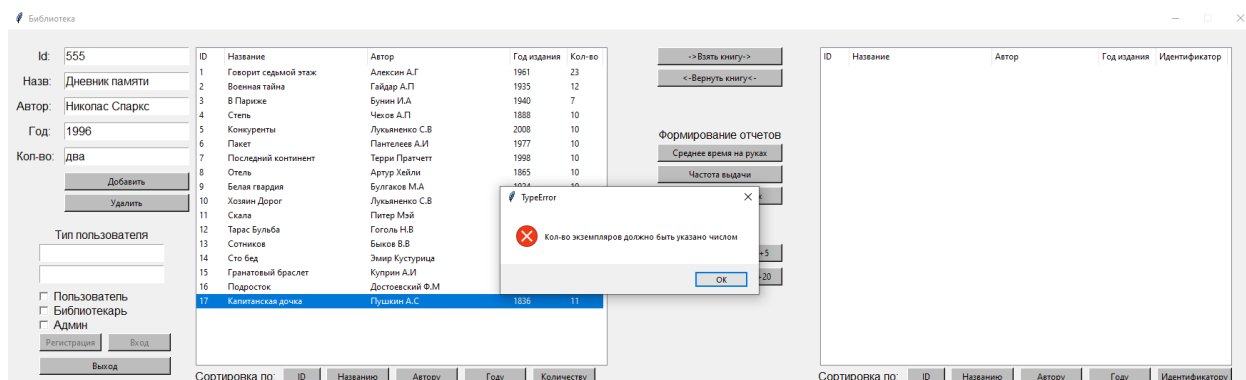 Библиотека
Id: 555
Назв: Дневник памяти
Автор: Николас Спаркс
Год: 1996
Кол-во: два
Добавить
Удалить
Тип пользователя
Пользователь
Библиотекарь
Админ
Регистрация Вход
Выход
ID Название Автор Год издания Кол-во
1 Говорит седьмой этаж Алексин А.Г 1961 23
2 Военная тайна Гайдар А.П 1935 12
3 В Париже Бунин И.А 1940 7
4 Степь Чехов А.П 1888 10
5 Конкуренты Лукьяненко С.В 2008 10
6 Пакет Пантелеев А.И 1977 10
7 Последний континент Терри Пратчетт 1998 10
8 Отель Артур Хейли 1865 10
9 Белая гвардия Булгаков М.А 1924 10
10 Хозяин Дорог Лукьяненко С.В
11 Скала Питер Мэй
12 Тарас Бульба Гоголь Н.В
13 Сотников Быков В.В
14 Сто бед Эмир Кустурица
15 Гранатовый браслет Куприн А.И
16 Подросток Достоевский Ф.М
17 Капитанская дочка Пушкин А.С 1836 11
Сортировка по: ID Названию Автору Году Количеству
->Взять книгу->
<-Вернуть книгу<-
Формирование отчетов
Среднее время на руках
Частота выдачи
+5
+20
TypeError
Кол-во экземпляров должно быть указано числом
ОК
ID Название Автор Год издания Идентификатор
Сортировка по: ID Названию Автору Году Идентификатору